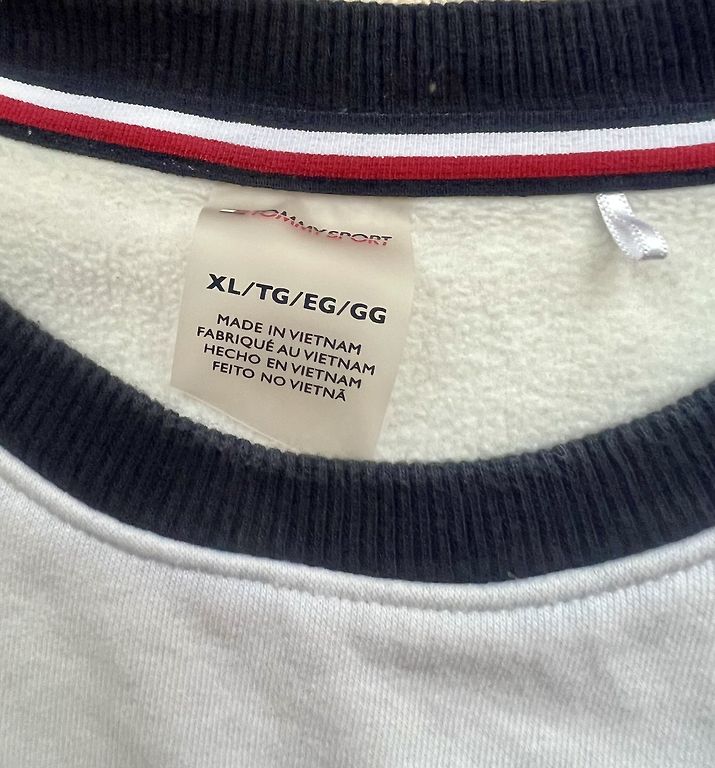 TOMMY SPORT
XL/TG/EG/GG
MADE IN VIETNAM
FABRIQUÉ AU VIETNAM
HECHO EN VIETNAM
FEITO NO VIETNÃ